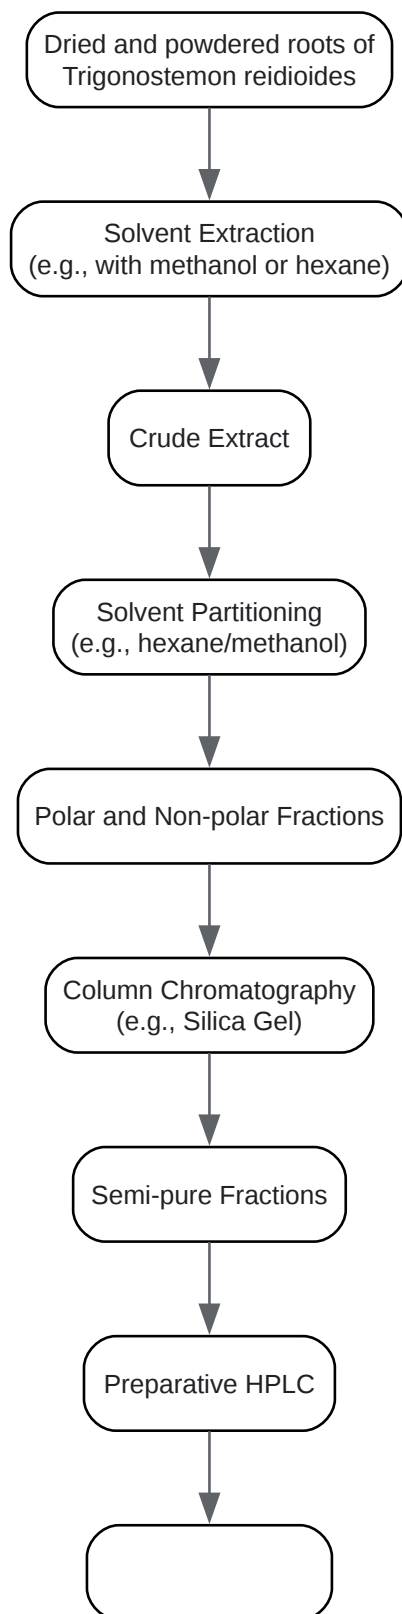 Dried and powdered roots of
Trigonostemon reidioides
Solvent Extraction
(e.g., with methanol or hexane)
Crude Extract
Solvent Partitioning
(e.g., hexane/methanol)
Polar and Non-polar Fractions
Column Chromatography
(e.g., Silica Gel)
Semi-pure Fractions
Preparative HPLC